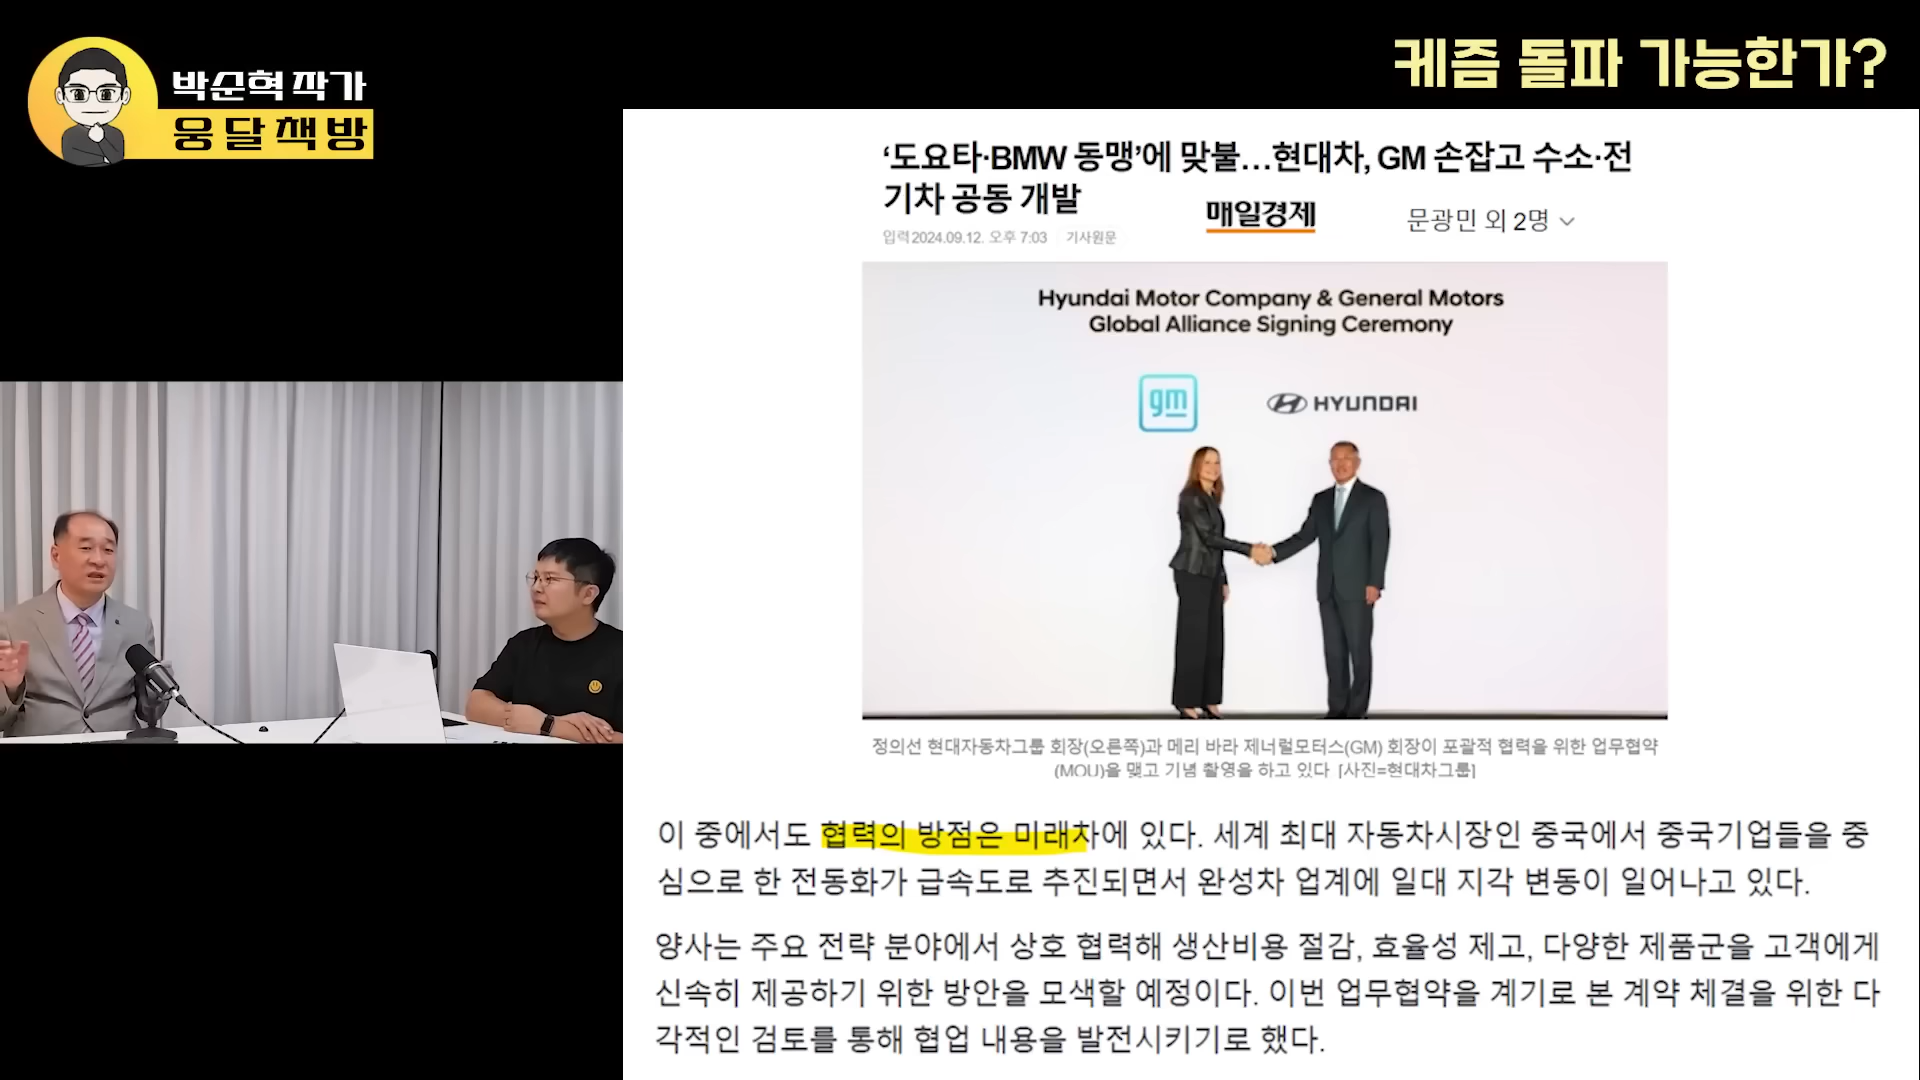 박순혁 작가
웅달책방
케즘 돌파 가능한가?
‘도요타·BMW 동맹’에 맞불…현대차, GM 손잡고 수소·전
기차 공동 개발
매일경제
문광민 외 2명
입력 2024.09.12. 오후 7:03 기사원문
Hyundai Motor Company & General Motors
Global Alliance Signing Ceremony
gm
HYUNDAI
정의선 현대자동차그룹 회장(오른쪽)과 메리 바라 제너럴모터스(GM) 회장이 포괄적 협력을 위한 업무협약
(MOU)을 맺고 기념 촬영을 하고 있다 [사진=현대차그룹]
이 중에서도 협력의 방점은 미래차에 있다. 세계 최대 자동차시장인 중국에서 중국기업들을 중
심으로 한 전동화가 급속도로 추진되면서 완성차 업계에 일대 지각 변동이 일어나고 있다.
양사는 주요 전략 분야에서 상호 협력해 생산비용 절감, 효율성 제고, 다양한 제품군을 고객에게
신속히 제공하기 위한 방안을 모색할 예정이다. 이번 업무협약을 계기로 본 계약 체결을 위한 다
각적인 검토를 통해 협업 내용을 발전시키기로 했다.